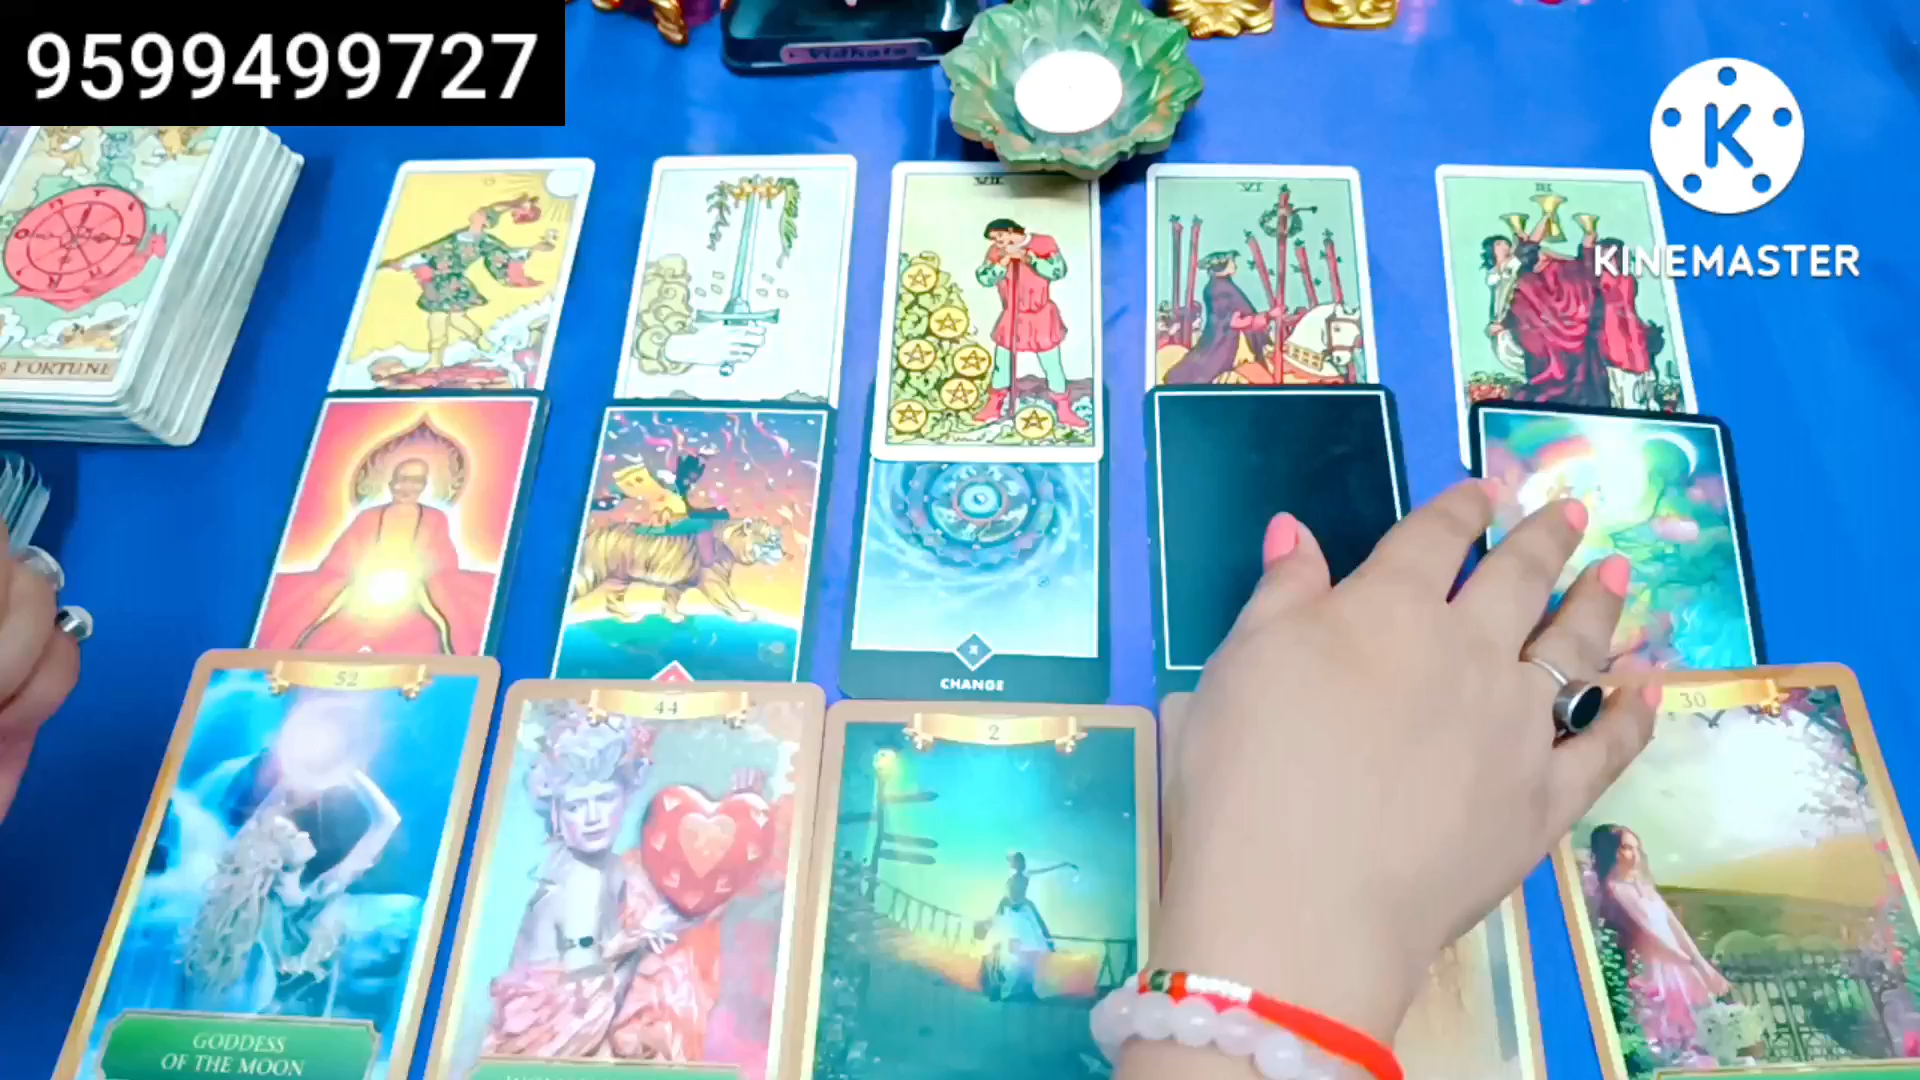 9599499727
KINEMASTER
VII
VI
III
FORTUNE
CHANGE
52
44
2
30
GODDESS
OF THE MOON